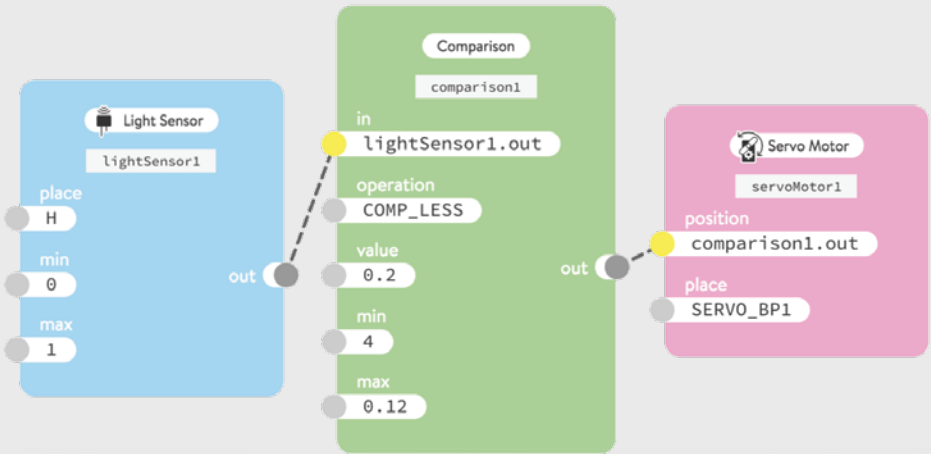 Light Sensor
lightSensor1
place
H
min
0
max
1
out
Comparison
comparison1
in
lightSensor1.out
operation
COMP_LESS
value
0.2
min
4
max
0.12
out
Servo Motor
servoMotor1
position
comparison1.out
place
SERVO_BP1